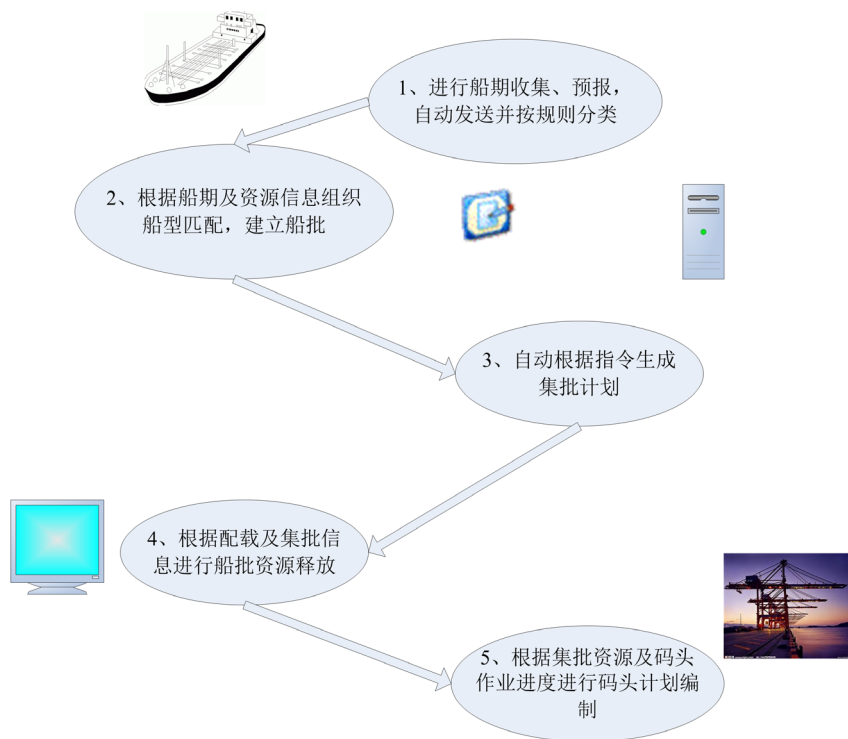 1、进行船期收集、预报，
自动发送并按规则分类
2、根据船期及资源信息组织
船型匹配，建立船批
3、自动根据指令生成
集批计划
4、根据配载及集批信
息进行船批资源释放
5、根据集批资源及码头
作业进度进行码头计划编
制